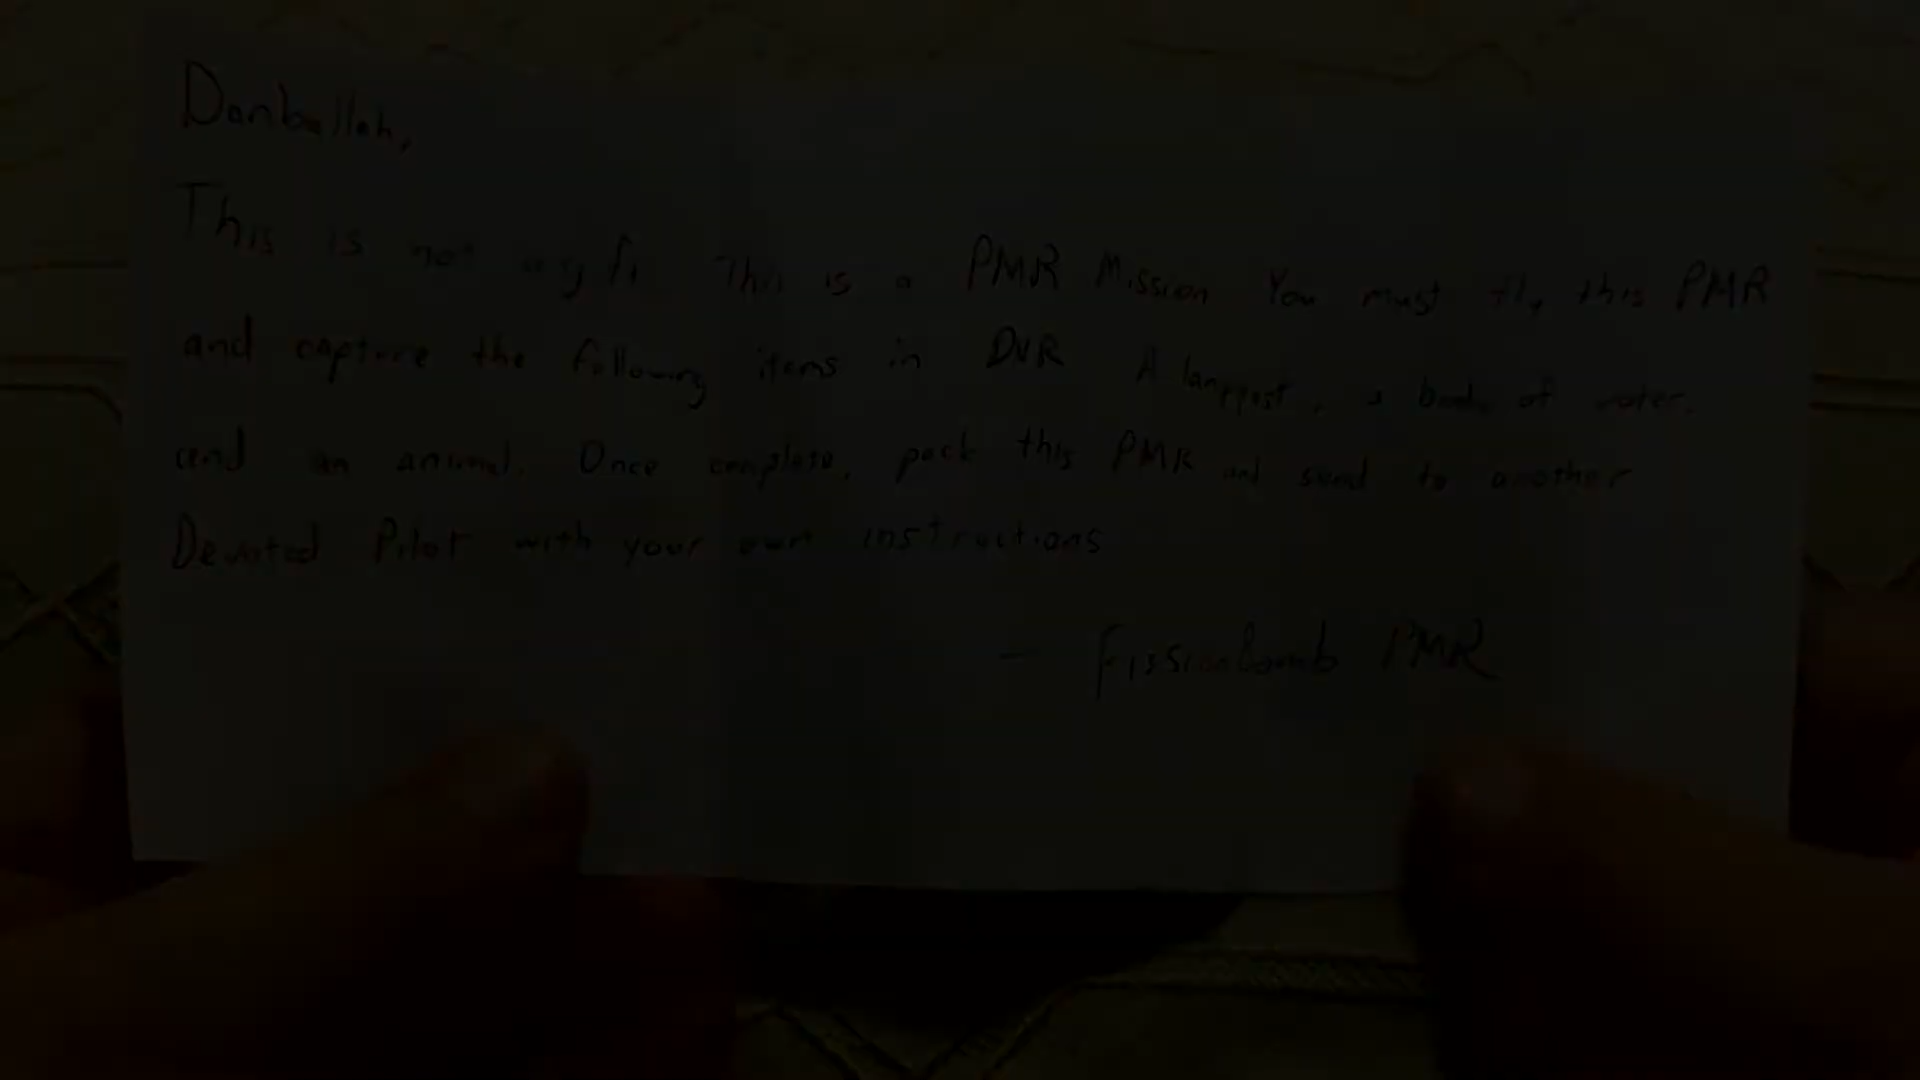 Danballah,
This is not a gift This is a PMR Mission You must fly this PMR
and capture the following items in DVR A lamppost, a body of water,
and an animal. Once complete, pack this PMR and send to another
Devoted Pilot with your own instructions
- Fissionbomb PMR